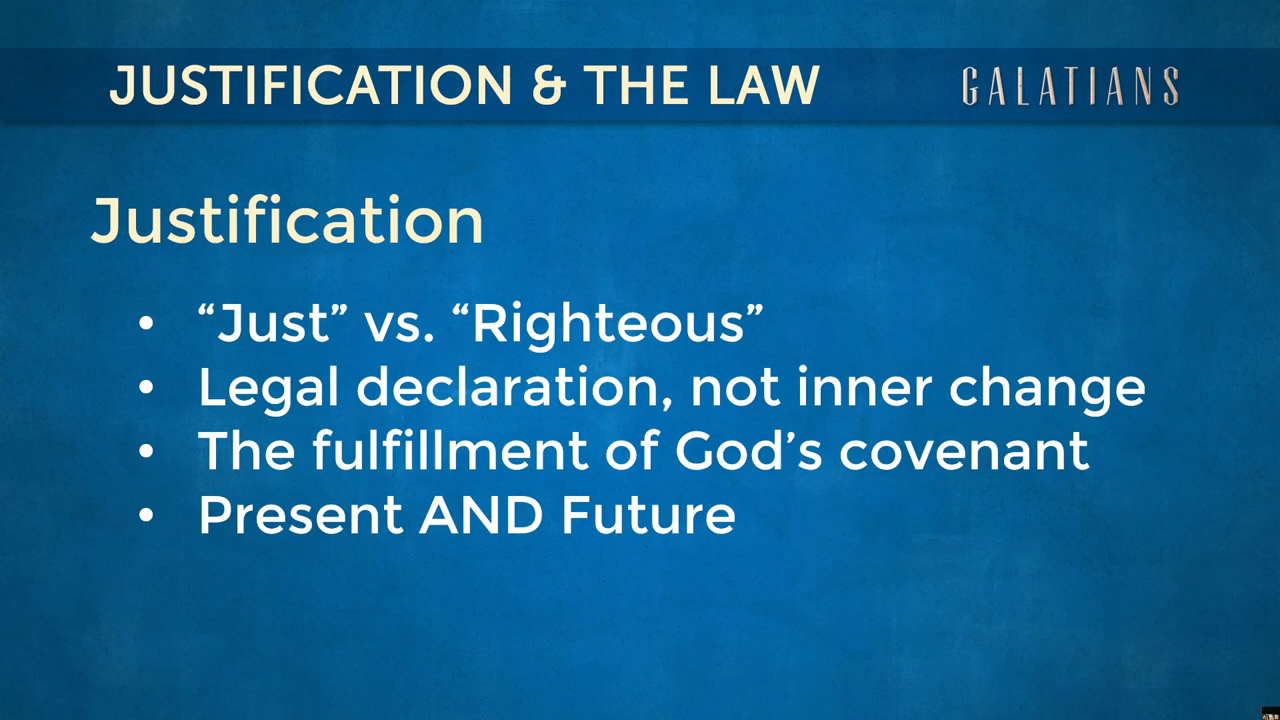 JUSTIFICATION & THE LAW
GALATIANS
Justification
• “Just” vs. “Righteous”
• Legal declaration, not inner change
• The fulfillment of God’s covenant
• Present AND Future